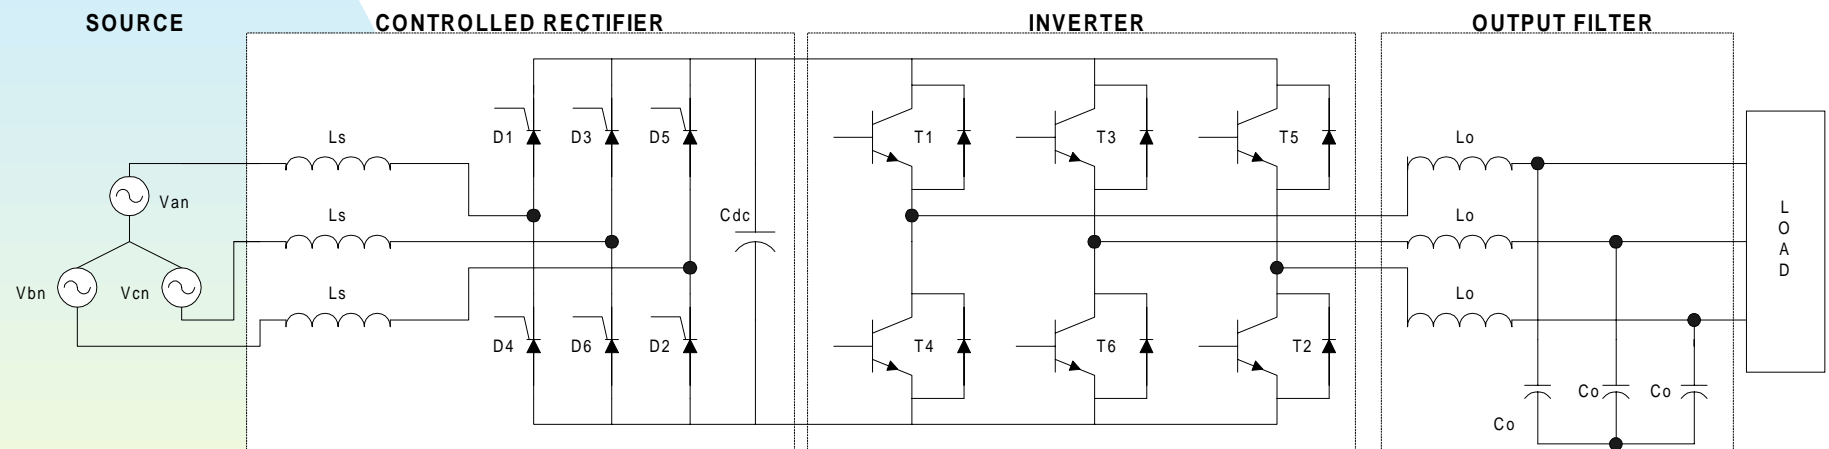 SOURCE
CONTROLLED RECTIFIER
INVERTER
OUTPUT FILTER
Van
Vbn
Vcn
Ls
Ls
Ls
D1
D3
D5
D4
D6
D2
Cdc
T1
T3
T5
T4
T6
T2
Lo
Lo
Lo
Co
Co
Co
L
O
A
D